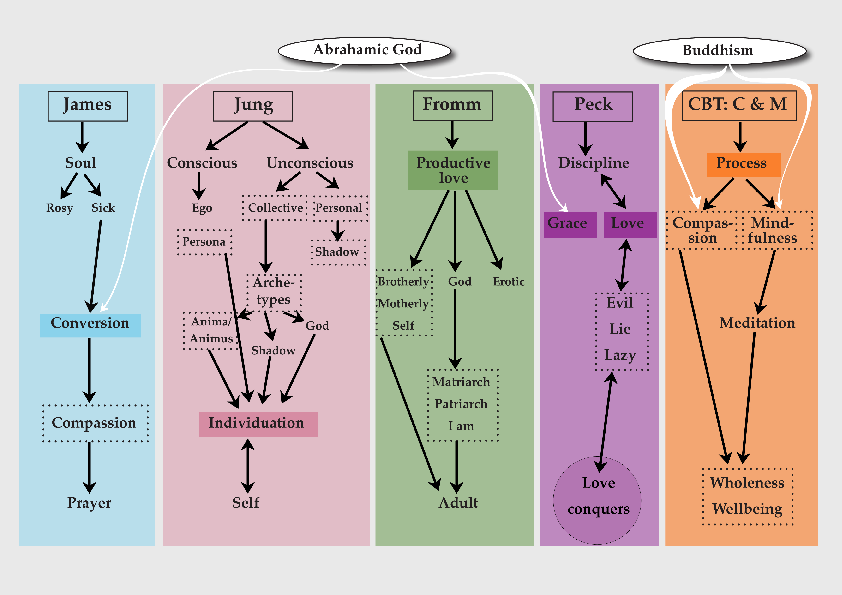 Abrahamic God
Buddhism
James
Soul
Rosy
Sick
Conversion
Compassion
Prayer
Jung
Conscious
Unconscious
Ego
Collective
Personal
Persona
Shadow
Arche-
types
Anima/
Animus
God
Shadow
Individuation
Self
Fromm
Productive
love
Brotherly
Motherly
Self
God
Erotic
Matriarch
Patriarch
I am
Adult
Peck
Discipline
Grace
Love
Evil
Lie
Lazy
Love
conquers
CBT: C & M
Process
Compas-
sion
Mind-
fulness
Meditation
Wholeness
Wellbeing